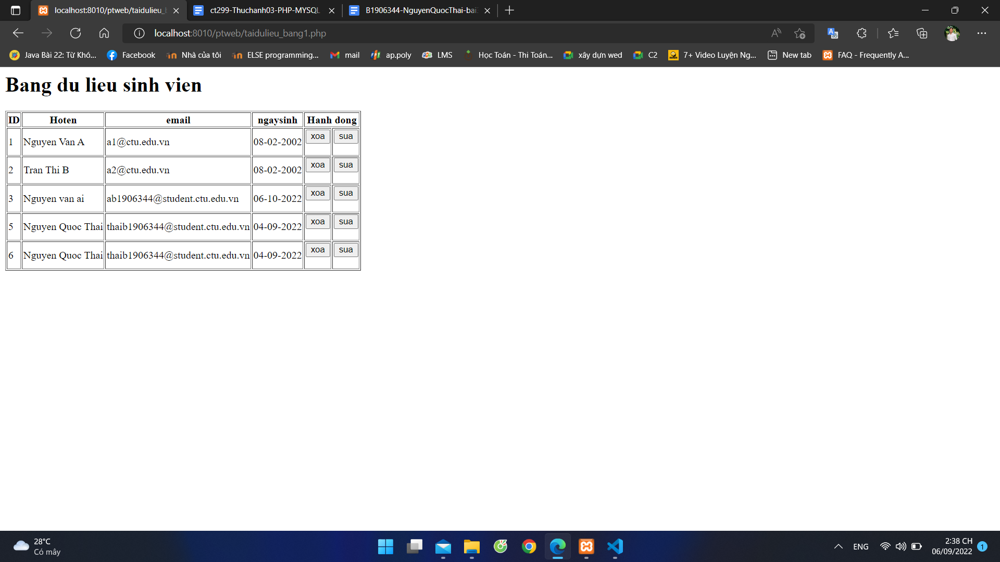 localhost:8010/ptweb/taidulieu_b
ct299-Thuchanh03-PHP-MYSQL
B1906344-NguyenQuocThai-bai3
localhost:8010/ptweb/taidulieu_bang1.php
Java Bài 22: Từ Khó...
Facebook
Nhà của tôi
ELSE programming...
mail
ap.poly
LMS
Học Toán - Thi Toán...
xây dựn wed
C2
7+ Video Luyện Ng...
New tab
FAQ - Frequently A...
Bang du lieu sinh vien
ID Hoten email ngaysinh Hanh dong
1 Nguyen Van A a1@ctu.edu.vn 08-02-2002 xoa sua
2 Tran Thi B a2@ctu.edu.vn 08-02-2002 xoa sua
3 Nguyen van ai ab1906344@student.ctu.edu.vn 06-10-2022 xoa sua
5 Nguyen Quoc Thai thaib1906344@student.ctu.edu.vn 04-09-2022 xoa sua
6 Nguyen Quoc Thai thaib1906344@student.ctu.edu.vn 04-09-2022 xoa sua
28°C
Có mây
ENG
2:38 CH
06/09/2022
1